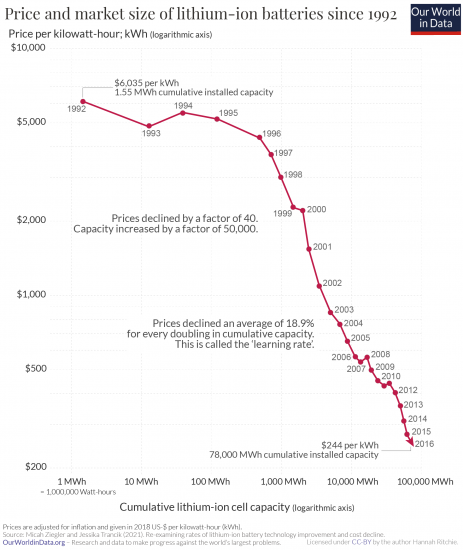 Price and market size of lithium-ion batteries since 1992
Our World
in Data
Price per kilowatt-hour; kWh (logarithmic axis)
$10,000
$6,035 per kWh
1.55 MWh cumulative installed capacity
1992
1994
1995
$5,000
1993
1996
1997
1998
1999
2000
$2,000
Prices declined by a factor of 40.
Capacity increased by a factor of 50,000.
2001
2002
$1,000
2003
Prices declined an average of 18.9%
for every doubling in cumulative capacity.
This is called the 'learning rate'.
2004
2005
2006
2008
2007
2009
$500
2010
2012
2013
2014
2015
2016
$244 per kWh
78,000 MWh cumulative installed capacity
$200
1 MWh
10 MWh
100 MWh
1,000 MWh
10,000 MWh
100,000 MWh
= 1,000,000 Watt-hours
Cumulative lithium-ion cell capacity (logarithmic axis)
Prices are adjusted for inflation and given in 2018 US-$ per kilowatt-hour (kWh).
Source: Micah Ziegler and Jessika Trancik (2021). Re-examining rates of lithium-ion battery technology improvement and cost decline.
OurWorldinData.org – Research and data to make progress against the world's largest problems.
Licensed under CC-BY by the author Hannah Ritchie.